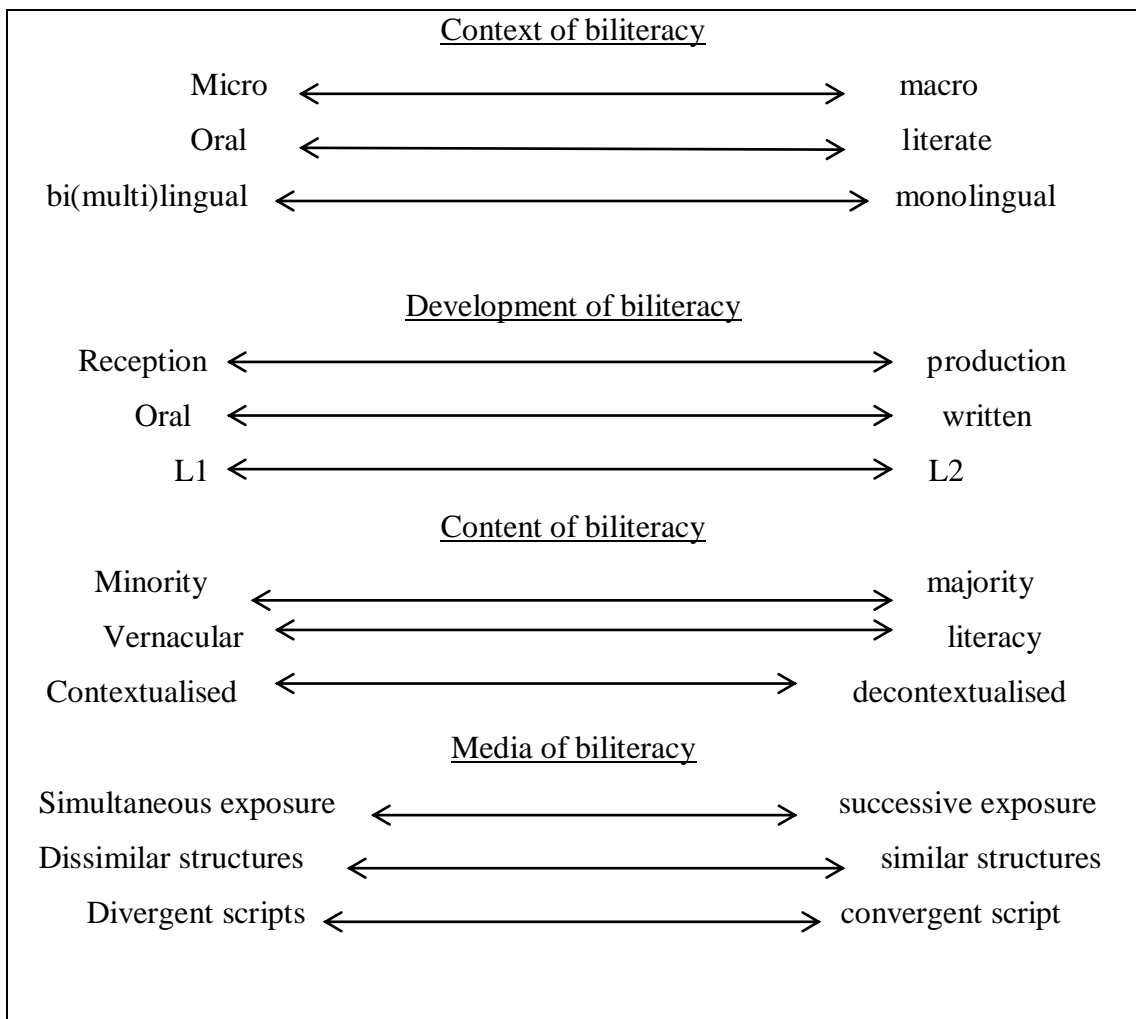 Context of biliteracy
Micro macro
Oral literate
bi(multi)lingual monolingual
Development of biliteracy
Reception production
Oral written
L1 L2
Content of biliteracy
Minority majority
Vernacular literacy
Contextualised decontextualised
Media of biliteracy
Simultaneous exposure successive exposure
Dissimilar structures similar structures
Divergent scripts convergent script